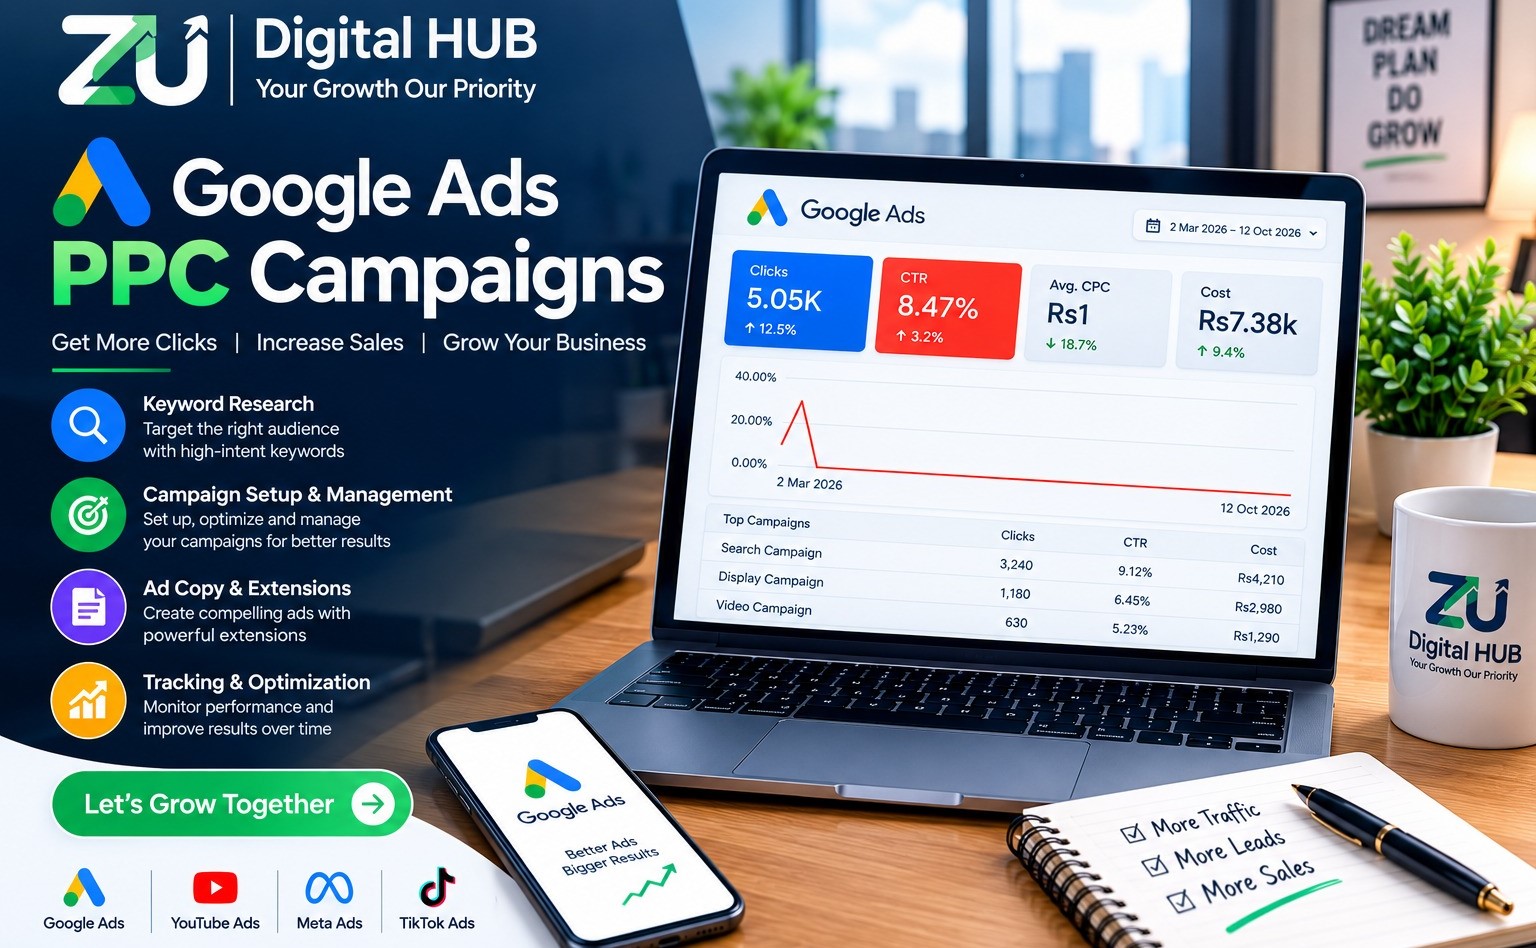 ZU
Digital HUB
Your Growth Our Priority
Google Ads
PPC Campaigns
Get More Clicks | Increase Sales | Grow Your Business
Keyword Research
Target the right audience
with high-intent keywords
Campaign Setup & Management
Set up, optimize and manage
your campaigns for better results
Ad Copy & Extensions
Create compelling ads with
powerful extensions
Tracking & Optimization
Monitor performance and
improve results over time
Let's Grow Together
Google Ads
YouTube Ads
Meta Ads
TikTok Ads
DREAM
PLAN
DO
GROW
Google Ads
2 Mar 2026 – 12 Oct 2026
Clicks
5.05K
↑ 12.5%
CTR
8.47%
↑ 3.2%
Avg. CPC
Rs1
↓ 18.7%
Cost
Rs7.38k
↑ 9.4%
40.00%
20.00%
0.00%
2 Mar 2026
12 Oct 2026
Top Campaigns Clicks CTR Cost
Search Campaign 3,240 9.12% Rs4,210
Display Campaign 1,180 6.45% Rs2,980
Video Campaign 630 5.23% Rs1,290
Google Ads
Better Ads
Bigger Results
ZU
Digital HUB
Your Growth Our Priority
More Traffic
More Leads
More Sales